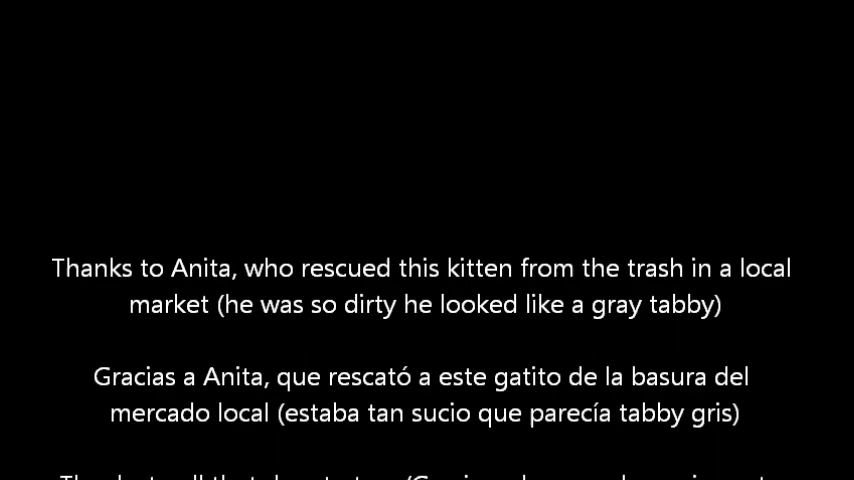 Thanks to Anita, who rescued this kitten from the trash in a local
market (he was so dirty he looked like a gray tabby)
Gracias a Anita, que rescató a este gatito de la basura del
mercado local (estaba tan sucio que parecía tabby gris)